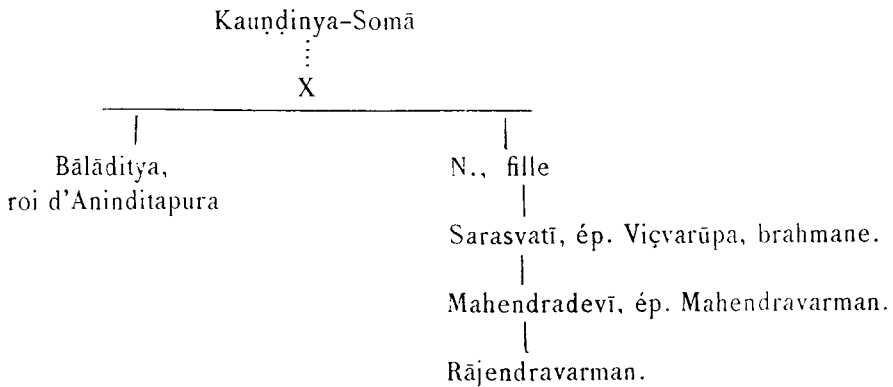 Kauṇḍinya-Somā
X
Bālāditya,
roi d'Aninditapura
N., fille
Sarasvatī, ép. Viçvarūpa, brahmane.
Mahendradevī, ép. Mahendravarman.
Rājendravarman.